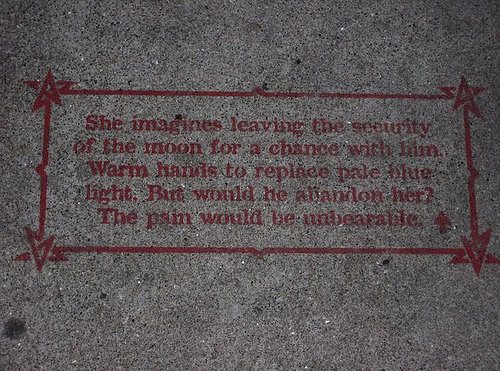 She imagines leaving the security
of the moon for a chance with him.
Warm hands to replace pale blue
light. But would he abandon her?
The pain would be unbearable.